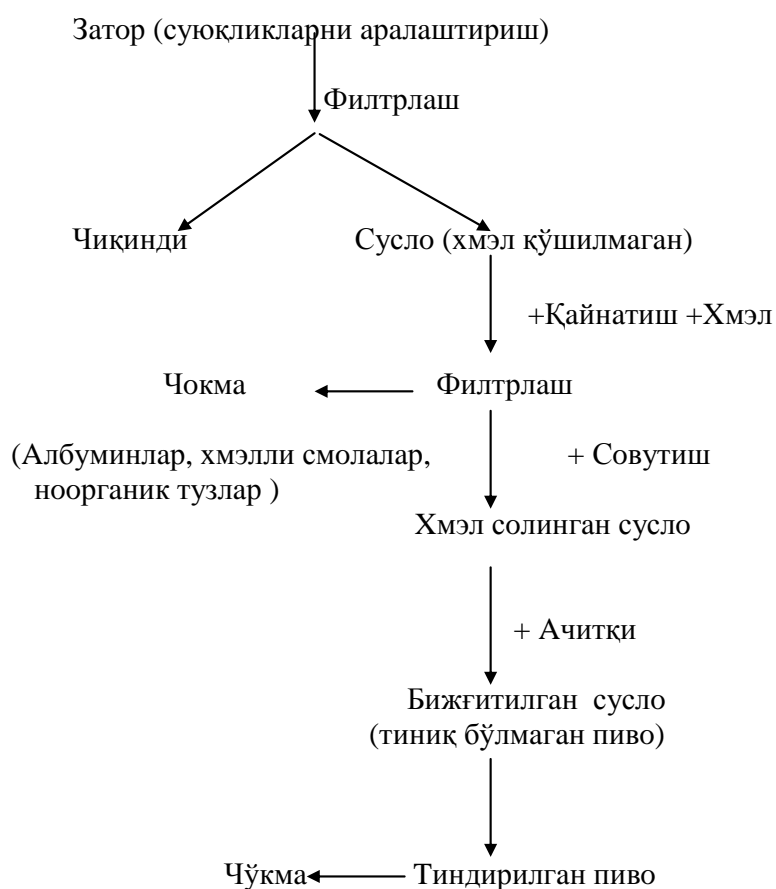 Затор (суюқликларни аралаштириш)
Филтрлаш
Чиқинди
Сусло (хмэл қўшилмаган)
+Қайнатиш +Хмэл
Чокма
Филтрлаш
(Албуминлар, хмэлли смолалар,
ноорганик тузлар )
+ Совутиш
Хмэл солинган сусло
+ Ачитқи
Бижғитилган сусло
(тиниқ бўлмаган пиво)
Чўкма
Тиндирилган пиво